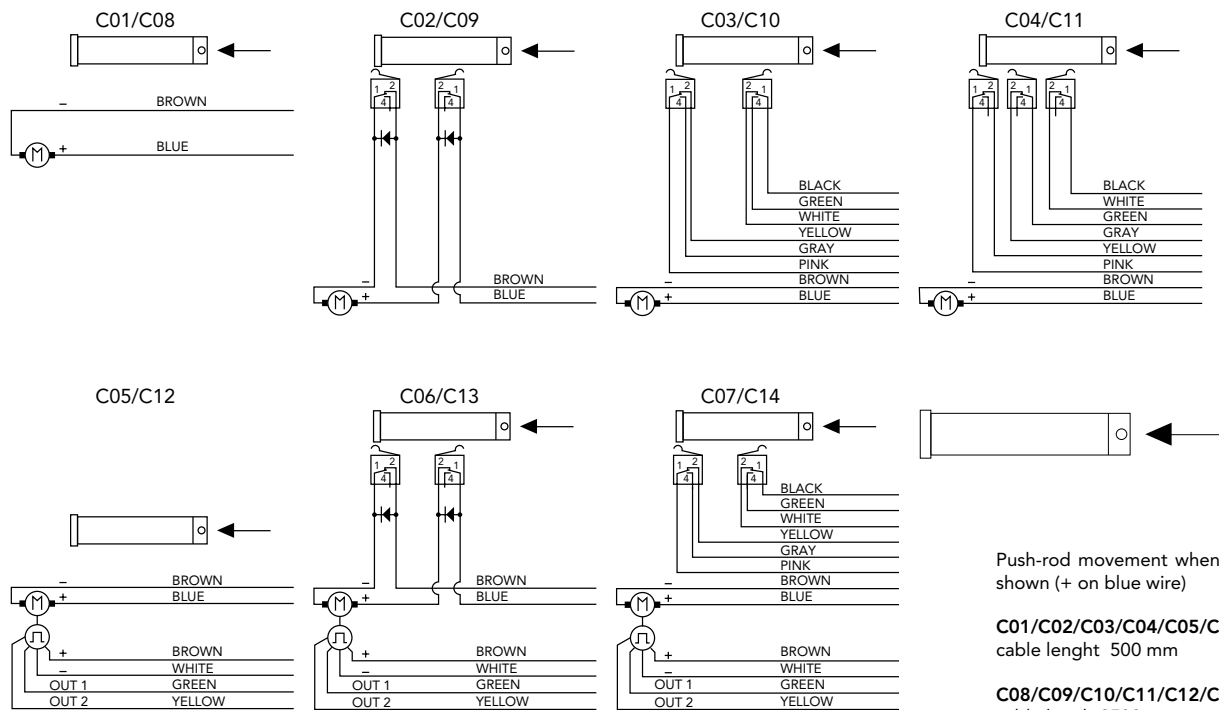 C01/C08
– BROWN
M
+ BLUE
C02/C09
1 2 4
2 1 4
– BROWN
M
+ BLUE
C03/C10
1 2 4
2 1 4
BLACK
GREEN
WHITE
YELLOW
GRAY
PINK
– BROWN
M
+ BLUE
C04/C11
1 2 4
2 1 4
2 1 4
BLACK
WHITE
GREEN
GRAY
YELLOW
PINK
– BROWN
M
+ BLUE
C05/C12
– BROWN
M
+ BLUE
+ BROWN
– WHITE
OUT 1 GREEN
OUT 2 YELLOW
C06/C13
1 2 4
2 1 4
– BROWN
M
+ BLUE
+ BROWN
– WHITE
OUT 1 GREEN
OUT 2 YELLOW
C07/C14
1 2 4
2 1 4
BLACK
GREEN
WHITE
YELLOW
GRAY
PINK
– BROWN
M
+ BLUE
+ BROWN
– WHITE
OUT 1 GREEN
OUT 2 YELLOW
Push-rod movement when
shown (+ on blue wire)
C01/C02/C03/C04/C05/C
cable lenght 500 mm
C08/C09/C10/C11/C12/C